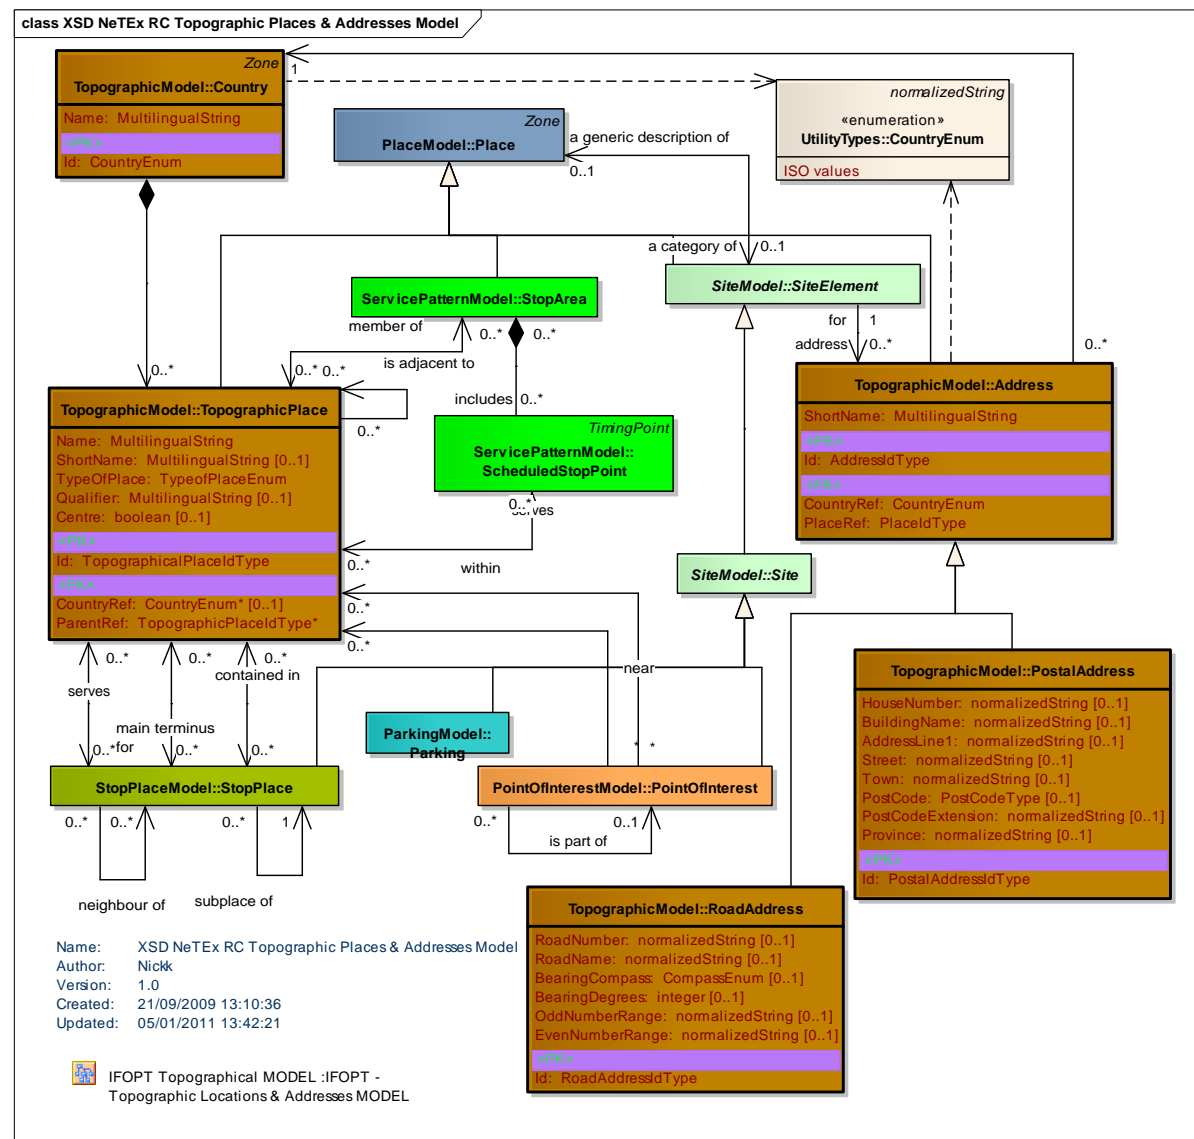 class XSD NeTEx RC Topographic Places & Addresses Model
Zone
TopographicModel::Country
Name: MultilingualString
«PK»
Id: CountryEnum
1
normalizedString
«enumeration»
UtilityTypes::CountryEnum
ISO values
Zone
PlaceModel::Place
a generic description of
0..1
a category of
0..1
SiteModel::SiteElement
for
1
address
0..*
0..*
ServicePatternModel::StopArea
member of
0..*
0..*
is adjacent to
0..*
0..*
0..*
0..*
includes
0..*
TimingPoint
ServicePatternModel::
ScheduledStopPoint
0..*
serves
0..*
within
TopographicModel::TopographicPlace
Name: MultilingualString
ShortName: MultilingualString [0..1]
TypeOfPlace: TypeofPlaceEnum
Qualifier: MultilingualString [0..1]
Centre: boolean [0..1]
«PK»
Id: TopographicalPlaceIdType
«FK»
CountryRef: CountryEnum* [0..1]
ParentRef: TopographicPlaceIdType*
0..*
0..*
TopographicModel::Address
ShortName: MultilingualString
«PK»
Id: AddressIdType
«FK»
CountryRef: CountryEnum
PlaceRef: PlaceIdType
SiteModel::Site
0..*
0..*
0..*
serves
contained in
main terminus
for
0..*
0..*
0..*
near
*
*
ParkingModel::
Parking
StopPlaceModel::StopPlace
0..*
0..*
0..*
1
neighbour of
subplace of
PointOfInterestModel::PointOfInterest
0..*
0..1
is part of
TopographicModel::PostalAddress
HouseNumber: normalizedString [0..1]
BuildingName: normalizedString [0..1]
AddressLine1: normalizedString [0..1]
Street: normalizedString [0..1]
Town: normalizedString [0..1]
PostCode: PostCodeType [0..1]
PostCodeExtension: normalizedString [0..1]
Province: normalizedString [0..1]
«PK»
Id: PostalAddressIdType
TopographicModel::RoadAddress
RoadNumber: normalizedString [0..1]
RoadName: normalizedString [0..1]
BearingCompass: CompassEnum [0..1]
BearingDegrees: integer [0..1]
OddNumberRange: normalizedString [0..1]
EvenNumberRange: normalizedString [0..1]
«PK»
Id: RoadAddressIdType
Name: XSD NeTEx RC Topographic Places & Addresses Model
Author: Nickk
Version: 1.0
Created: 21/09/2009 13:10:36
Updated: 05/01/2011 13:42:21
IFOPT Topographical MODEL :IFOPT -
Topographic Locations & Addresses MODEL